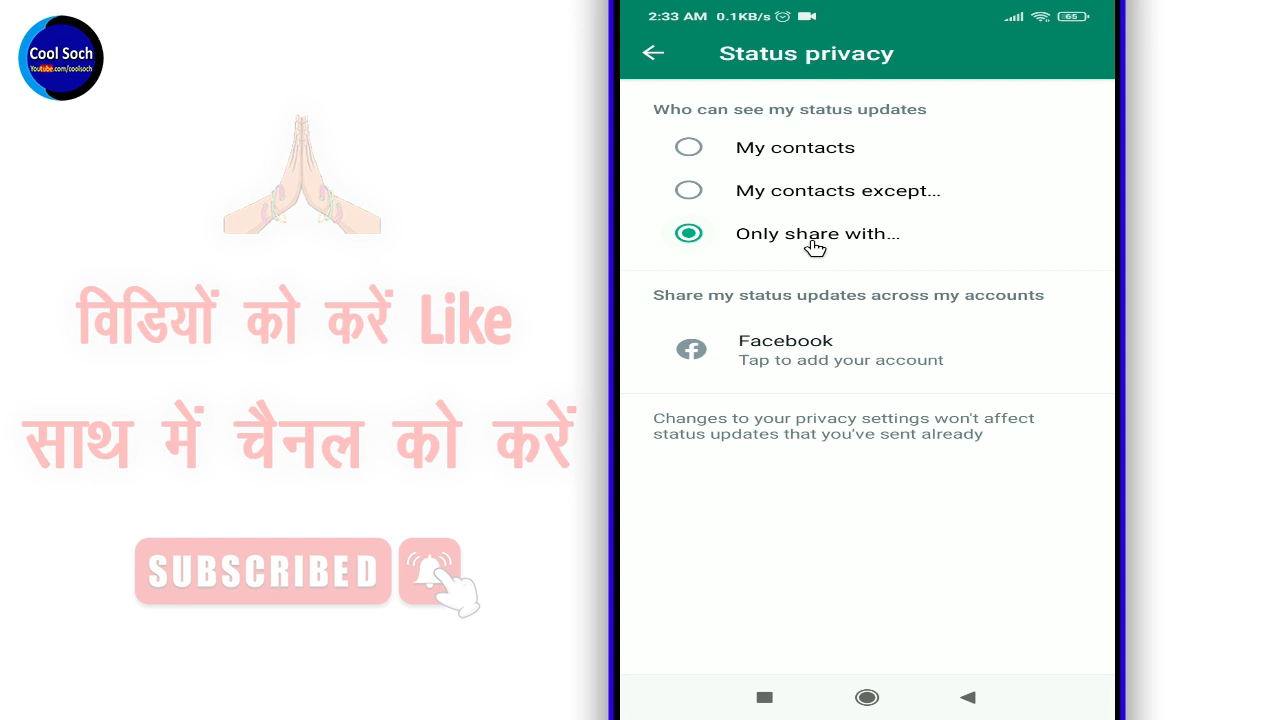 Cool Soch
Youtube.com/coolsoch
विडियों को करें Like
साथ में चैनल को करें
SUBSCRIBED
2:33 AM 0.1KB/s
65
Status privacy
Who can see my status updates
My contacts
My contacts except...
Only share with...
Share my status updates across my accounts
Facebook
Tap to add your account
Changes to your privacy settings won't affect
status updates that you've sent already